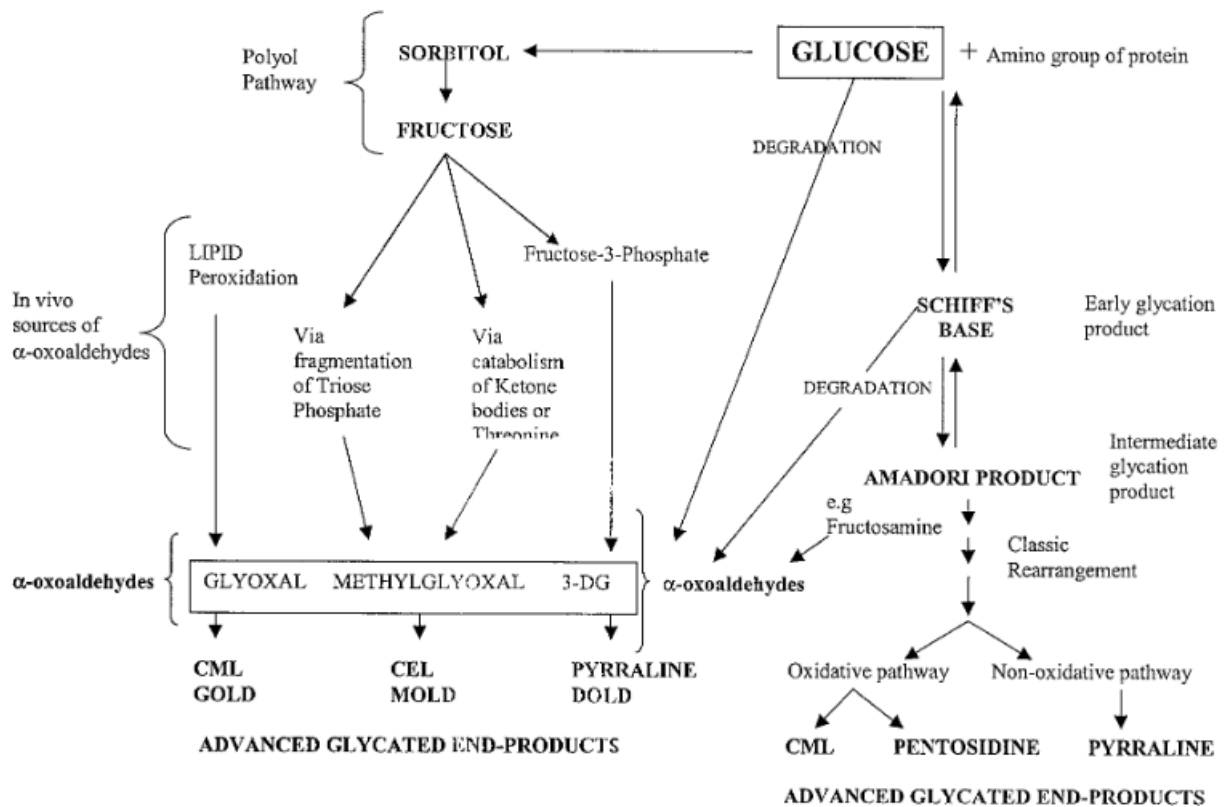 Polyol
Pathway
SORBITOL
GLUCOSE
+ Amino group of protein
FRUCTOSE
DEGRADATION
LIPID
Peroxidation
Fructose-3-Phosphate
In vivo
sources of
α-oxoaldehydes
Via
fragmentation
of Triose
Phosphate
Via
catabolism
of Ketone
bodies or
Threonine
SCHIFF'S
BASE
Early glycation
product
DEGRADATION
AMADORI PRODUCT
Intermediate
glycation
product
e.g
Fructosamine
Classic
Rearrangement
α-oxoaldehydes
GLYOXAL METHYLGLYOXAL 3-DG
α-oxoaldehydes
CML
GOLD
CEL
MOLD
PYRRALINE
DOLD
ADVANCED GLYCATED END-PRODUCTS
Oxidative pathway
Non-oxidative pathway
CML
PENTOSIDINE
PYRRALINE
ADVANCED GLYCATED END-PRODUCTS